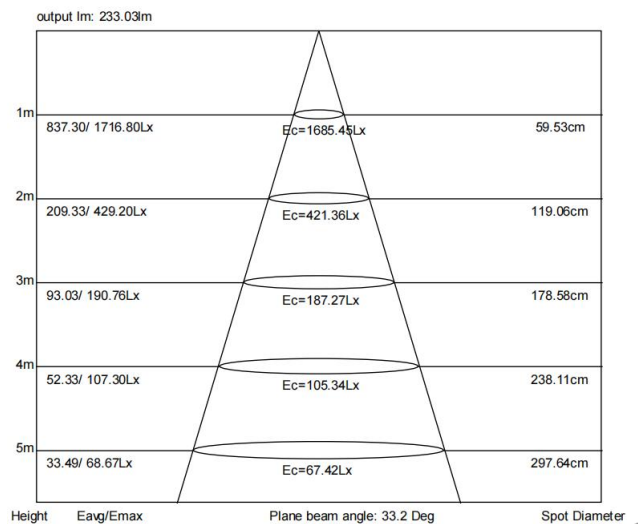 output lm: 233.03lm
1m
837.30/ 1716.80Lx
Ec=1685.45Lx
59.53cm
2m
209.33/ 429.20Lx
Ec=421.36Lx
119.06cm
3m
93.03/ 190.76Lx
Ec=187.27Lx
178.58cm
4m
52.33/ 107.30Lx
Ec=105.34Lx
238.11cm
5m
33.49/ 68.67Lx
Ec=67.42Lx
297.64cm
Height Eavg/Emax Plane beam angle: 33.2 Deg Spot Diameter